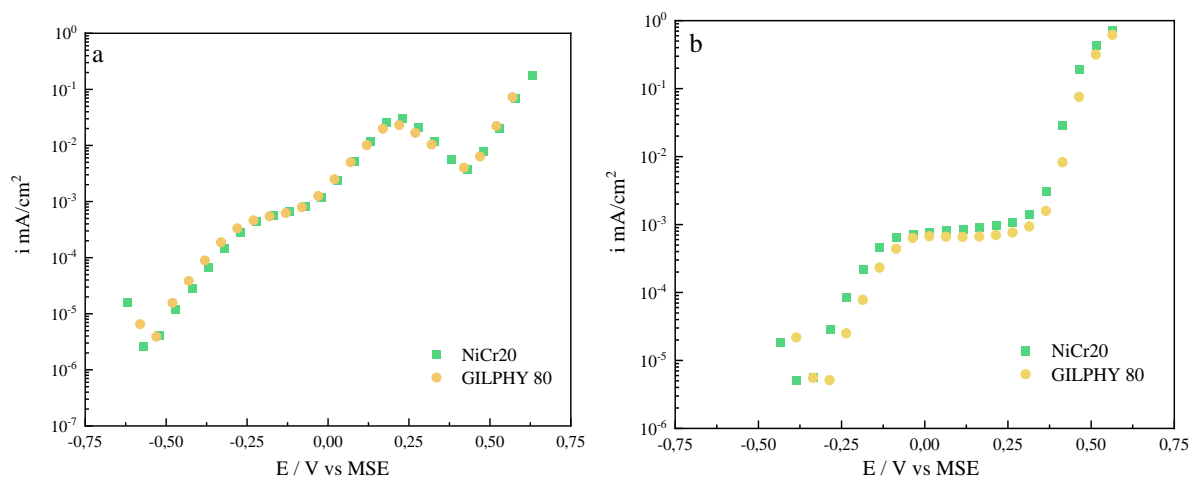 a
10^0
10^-1
10^-2
10^-3
10^-4
10^-5
10^-6
10^-7
i mA/cm^2
-0,75 -0,50 -0,25 0,00 0,25 0,50 0,75
E / V vs MSE
NiCr20
GILPHY 80
b
10^0
10^-1
10^-2
10^-3
10^-4
10^-5
10^-6
i mA/cm^2
-0,75 -0,50 -0,25 0,00 0,25 0,50 0,75
E / V vs MSE
NiCr20
GILPHY 80